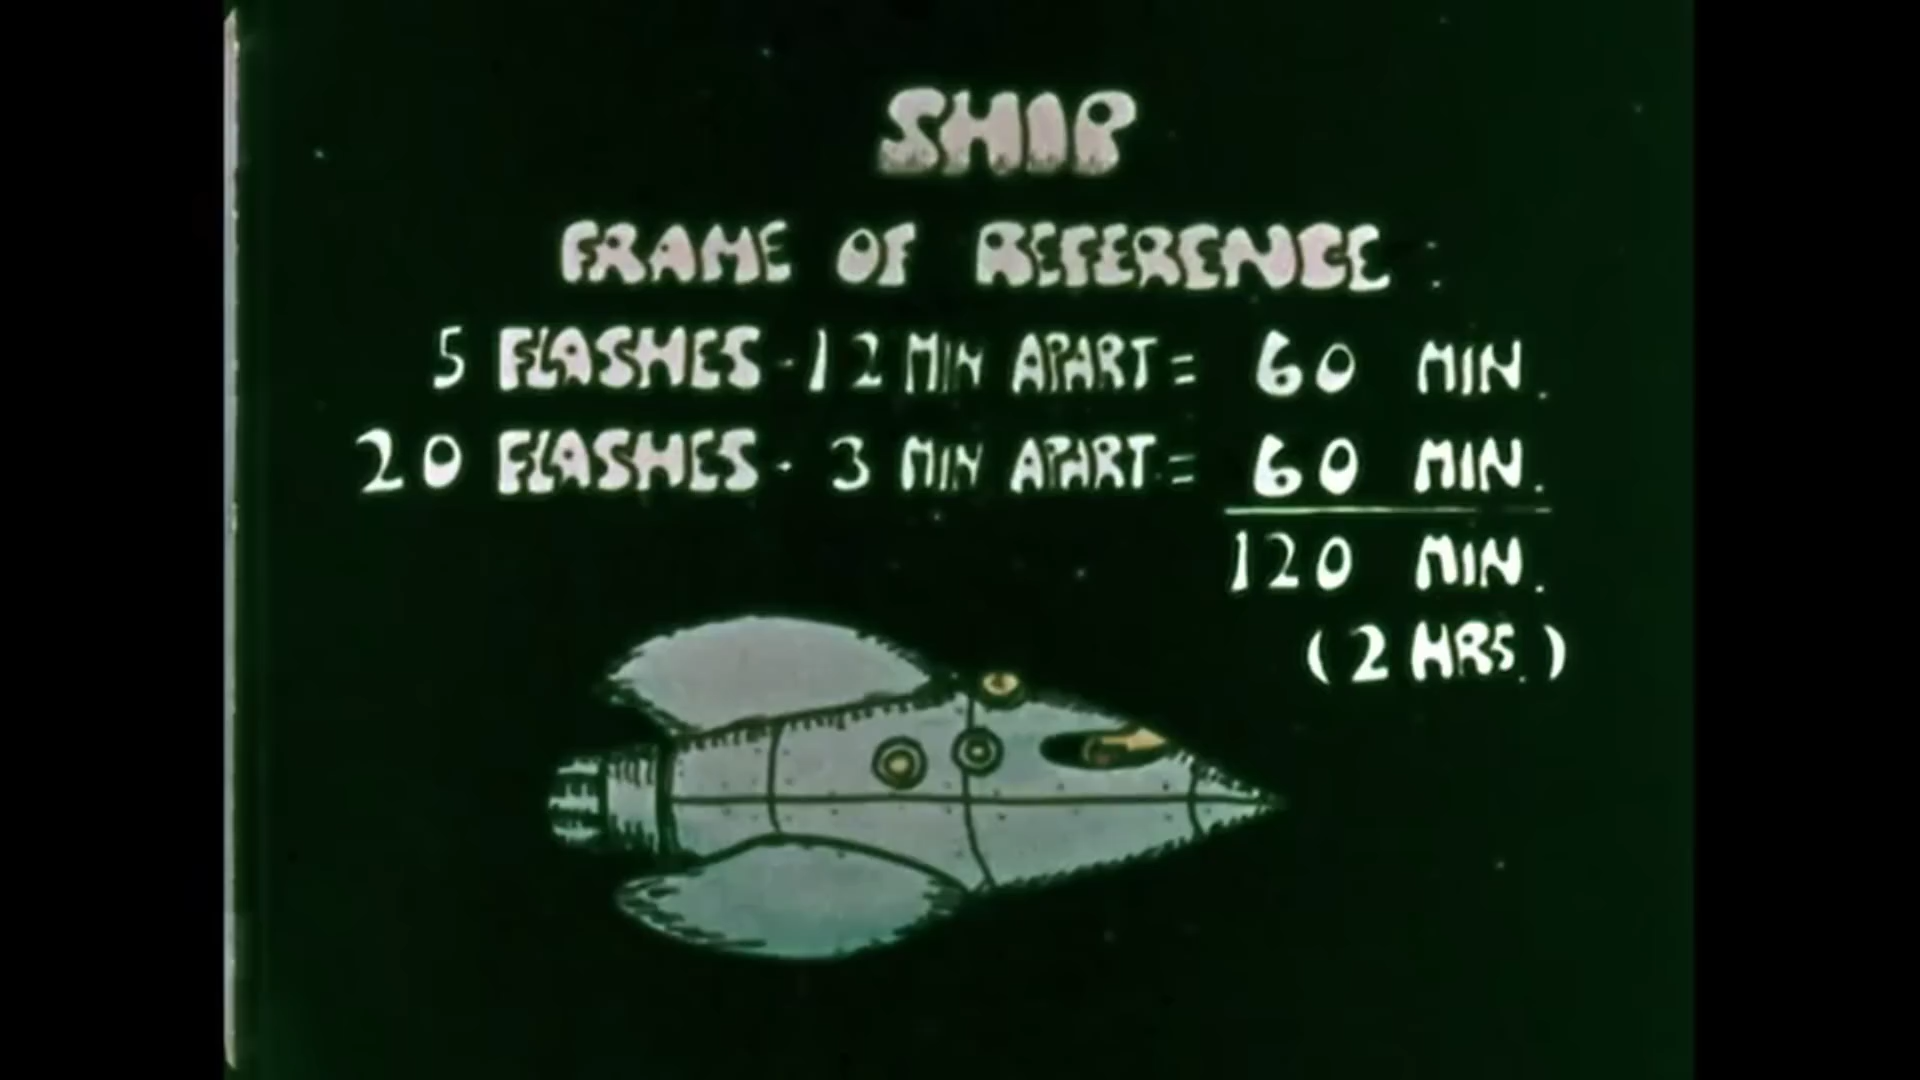 SHIP
FRAME OF REFERENCE :
5 FLASHES - 12 MIN APART = 60 MIN.
20 FLASHES - 3 MIN APART = 60 MIN.
120 MIN.
(2 HRS.)